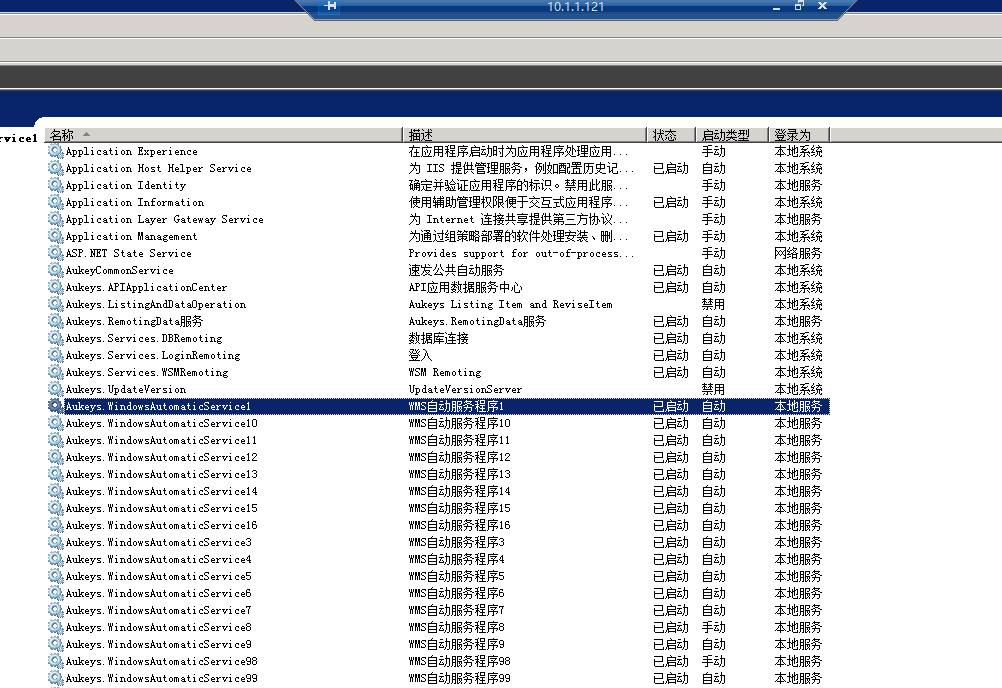 10.1.1.121
rvice1
名称 描述 状态 启动类型 登录为
Application Experience 在应用程序启动时为应用程序处理应用... 手动 本地系统
Application Host Helper Service 为 IIS 提供管理服务，例如配置历史记... 已启动 自动 本地系统
Application Identity 确定并验证应用程序的标识。禁用此服... 手动 本地服务
Application Information 使用辅助管理权限便于交互式应用程序... 已启动 手动 本地系统
Application Layer Gateway Service 为 Internet 连接共享提供第三方协议... 手动 本地服务
Application Management 为通过组策略部署的软件处理安装、删... 已启动 手动 本地系统
ASP.NET State Service Provides support for out-of-process... 手动 网络服务
AukeyCommonService 速发公共自动服务 已启动 自动 本地系统
Aukeys.APIApplicationCenter API应用数据服务中心 已启动 自动 本地系统
Aukeys.ListingAndDataOperation Aukeys Listing Item and ReviseItem 禁用 本地系统
Aukeys.RemotingData服务 Aukeys.RemotingData服务 已启动 自动 本地服务
Aukeys.Services.DBRemoting 数据库连接 已启动 自动 本地系统
Aukeys.Services.LoginRemoting 登入 已启动 自动 本地系统
Aukeys.Services.WSMRemoting WSM Remoting 已启动 自动 本地系统
Aukeys.UpdateVersion UpdateVersionServer 禁用 本地系统
Aukeys.WindowsAutomaticService1 WMS自动服务程序1 已启动 自动 本地服务
Aukeys.WindowsAutomaticService10 WMS自动服务程序10 已启动 自动 本地服务
Aukeys.WindowsAutomaticService11 WMS自动服务程序11 已启动 自动 本地服务
Aukeys.WindowsAutomaticService12 WMS自动服务程序12 已启动 自动 本地服务
Aukeys.WindowsAutomaticService13 WMS自动服务程序13 已启动 自动 本地服务
Aukeys.WindowsAutomaticService14 WMS自动服务程序14 已启动 自动 本地服务
Aukeys.WindowsAutomaticService15 WMS自动服务程序15 已启动 自动 本地服务
Aukeys.WindowsAutomaticService16 WMS自动服务程序16 已启动 自动 本地服务
Aukeys.WindowsAutomaticService3 WMS自动服务程序3 已启动 自动 本地服务
Aukeys.WindowsAutomaticService4 WMS自动服务程序4 已启动 自动 本地服务
Aukeys.WindowsAutomaticService5 WMS自动服务程序5 已启动 自动 本地服务
Aukeys.WindowsAutomaticService6 WMS自动服务程序6 已启动 自动 本地服务
Aukeys.WindowsAutomaticService7 WMS自动服务程序7 已启动 自动 本地服务
Aukeys.WindowsAutomaticService8 WMS自动服务程序8 已启动 手动 本地服务
Aukeys.WindowsAutomaticService9 WMS自动服务程序9 已启动 自动 本地服务
Aukeys.WindowsAutomaticService98 WMS自动服务程序98 已启动 手动 本地服务
Aukeys.WindowsAutomaticService99 WMS自动服务程序99 已启动 自动 本地服务